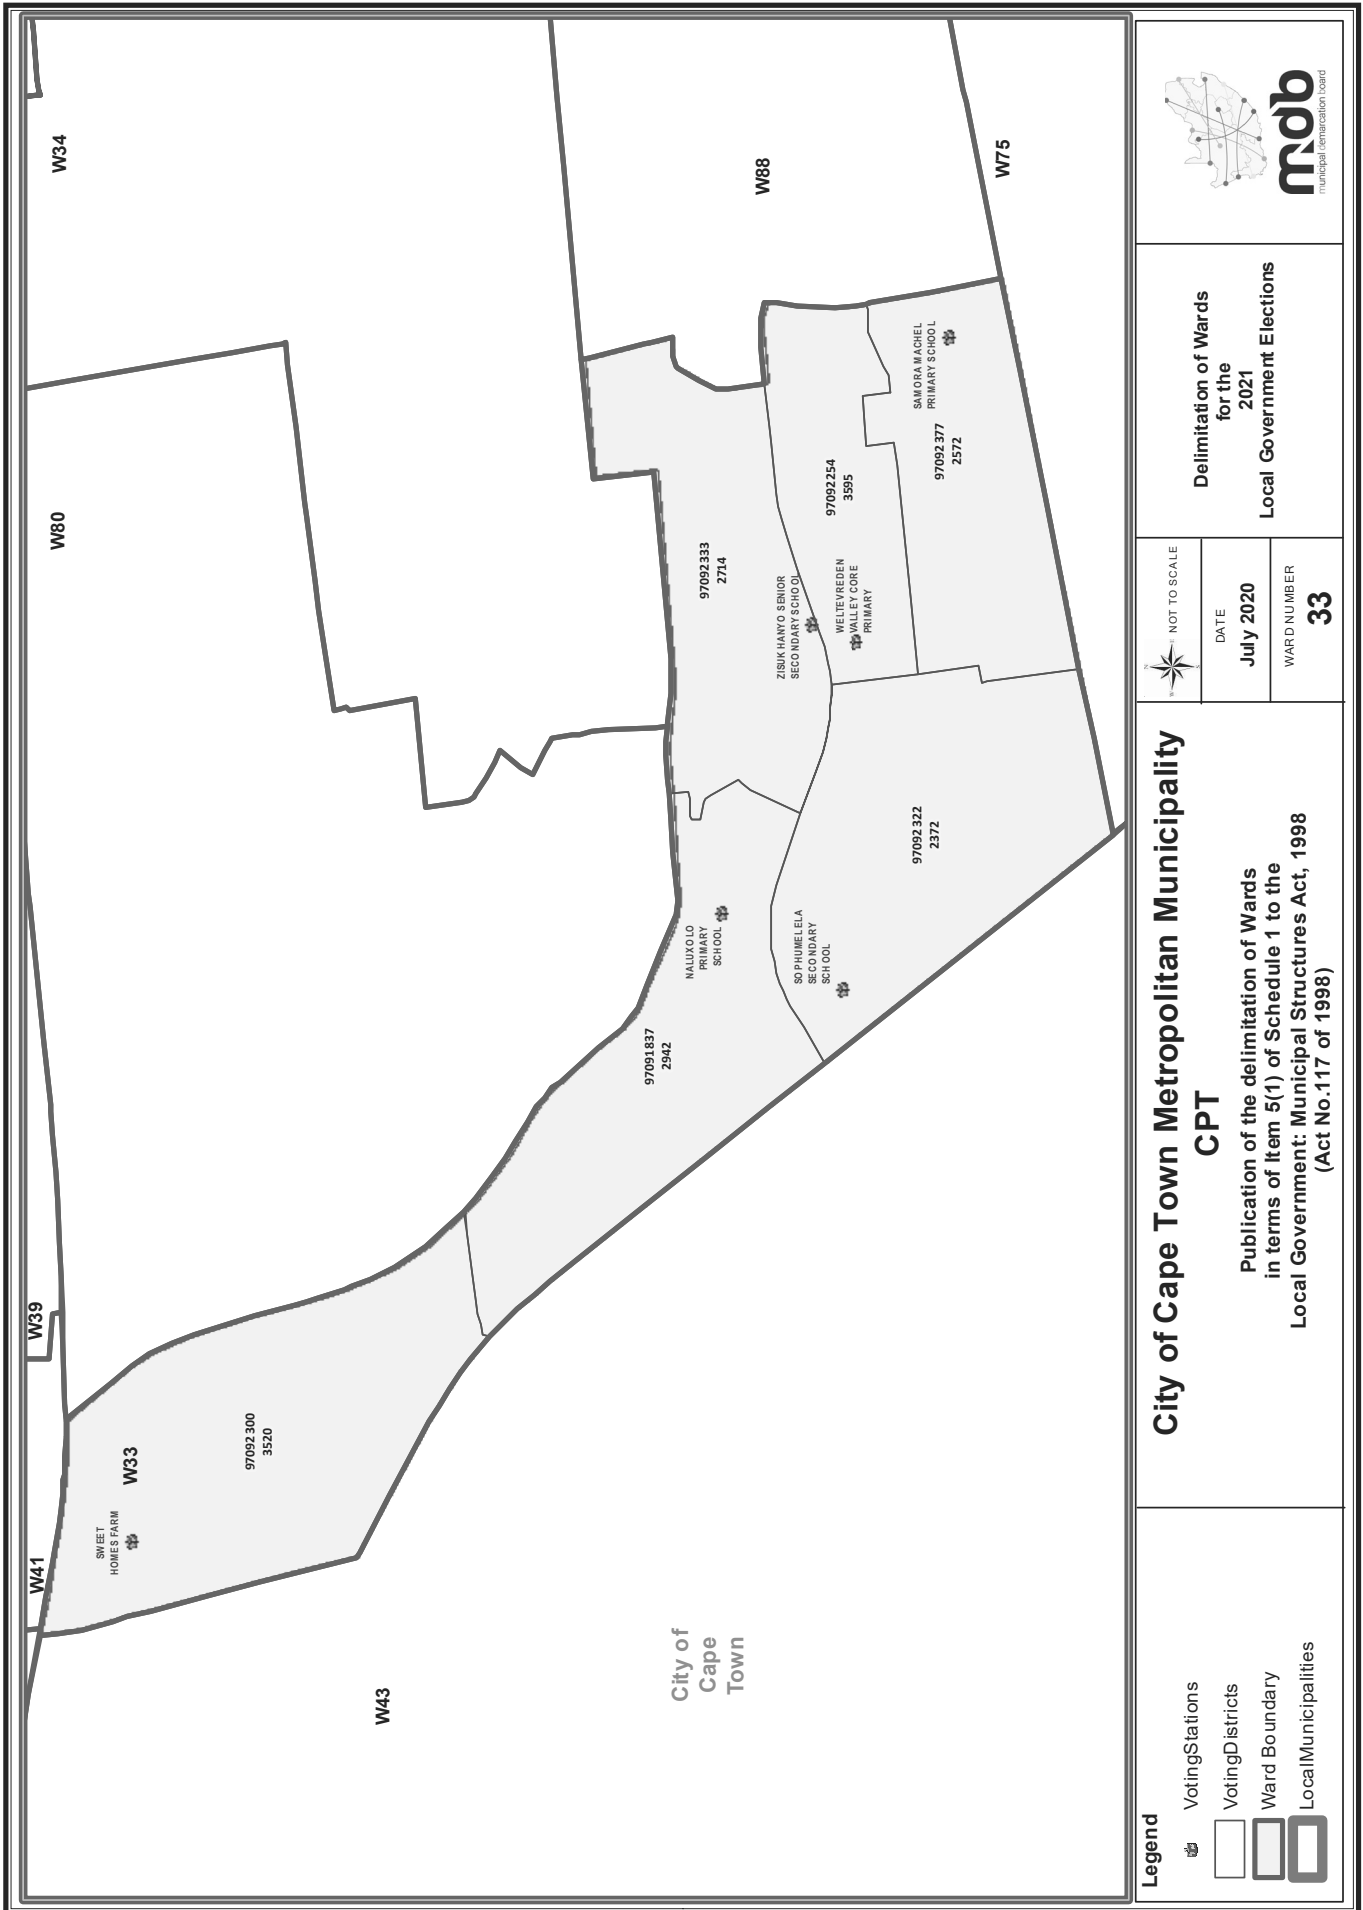 W41
W39
W80
W34
SWEET
HOMES FARM
W33
97092300
3520
W43
City of
Cape
Town
97091837
2942
NALUXOLO
PRIMARY
SCHOOL
97092333
2714
W88
ZISUKHANYO SENIOR
SECONDARY SCHOOL
SOPHUMELELA
SECONDARY
SCHOOL
WELTEVREDEN
VALLEY CORE
PRIMARY
97092254
3595
97092322
2372
97092377
2572
SAMORA MACHEL
PRIMARY SCHOOL
W75
Legend
VotingStations
VotingDistricts
Ward Boundary
LocalMunicipalities
City of Cape Town Metropolitan Municipality
CPT
Publication of the delimitation of Wards
in terms of Item 5(1) of Schedule 1 to the
Local Government: Municipal Structures Act, 1998
(Act No.117 of 1998)
N
E
S
W
NOT TO SCALE
DATE
July 2020
WARD NUMBER
33
Delimitation of Wards
for the
2021
Local Government Elections
mdb
municipal demarcation board